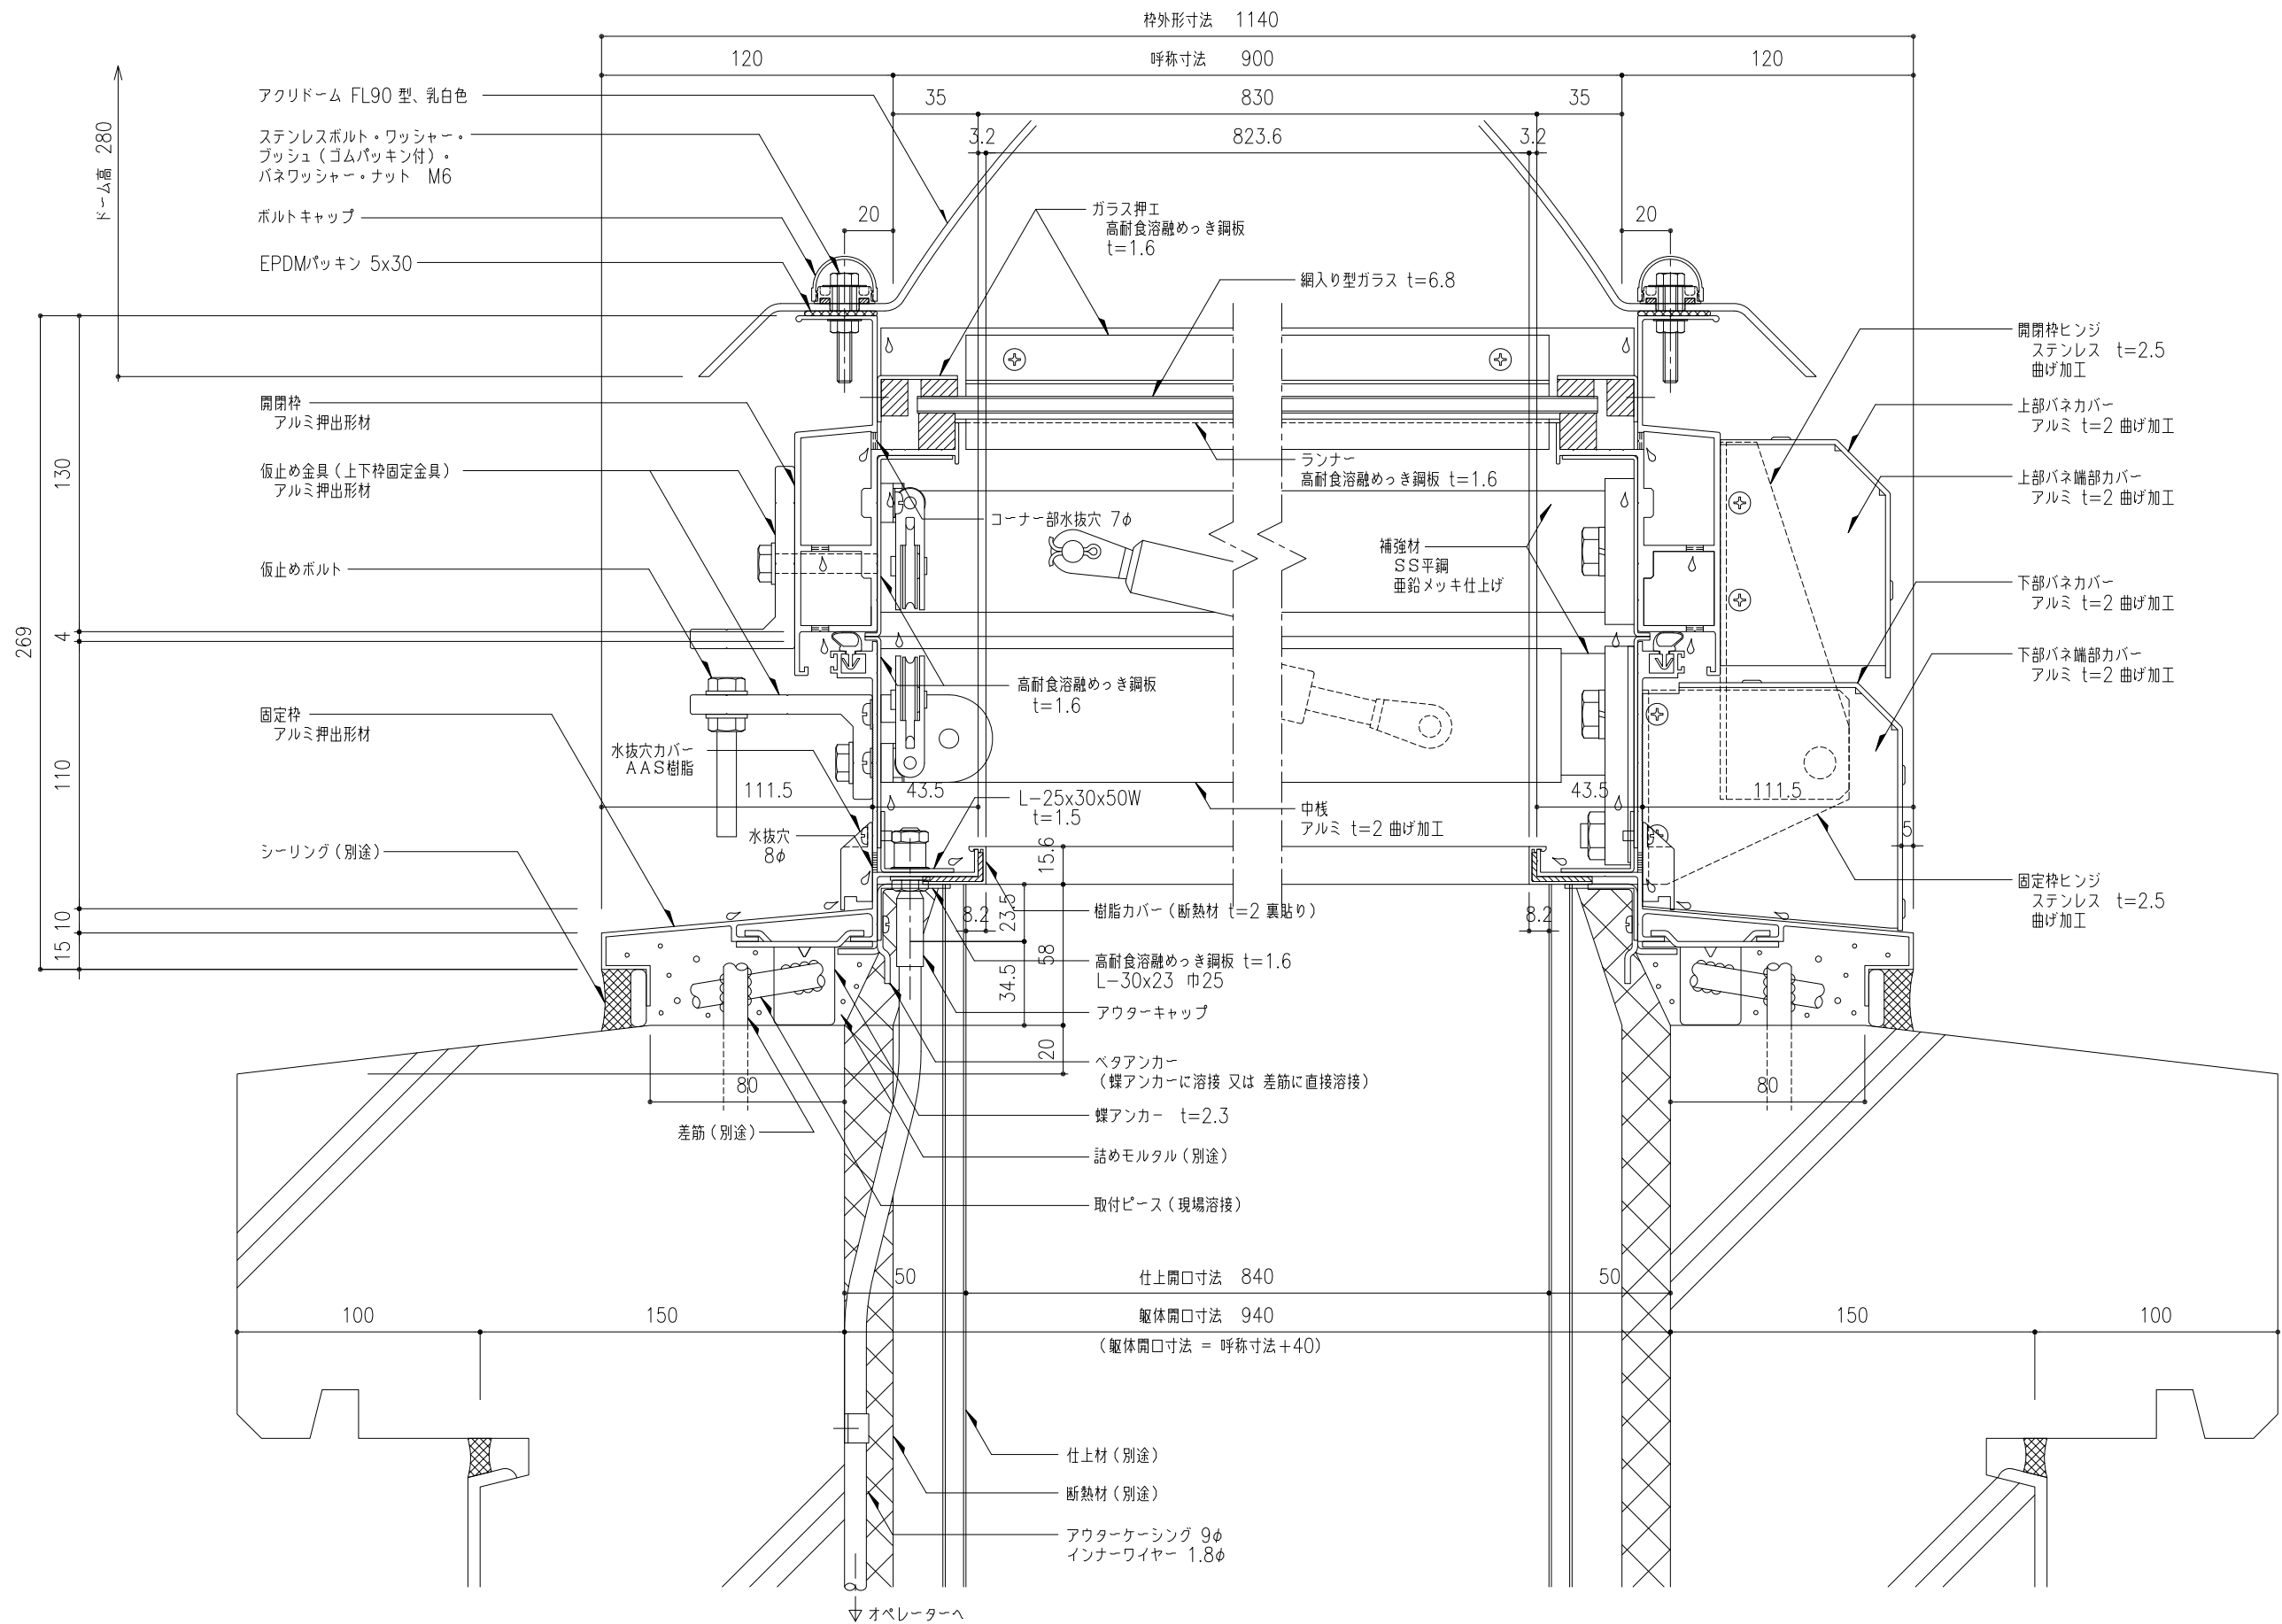 枠外形寸法 1140
120
呼称寸法 900
120
35
830
35
3.2
823.6
3.2
20
20
ドーム高 280
アクリドーム FL90 型、乳白色
ステンレスボルト・ワッシャー・
ブッシュ(ゴムパッキン付)・
バネワッシャー・ナット M6
ボルトキャップ
EPDMパッキン 5x30
ガラス押エ
高耐食溶融めっき鋼板
t=1.6
網入り型ガラス t=6.8
開閉枠
アルミ押出形材
仮止め金具(上下枠固定金具)
アルミ押出形材
仮止めボルト
固定枠
アルミ押出形材
シーリング(別途)
269
130
4
110
10
15
ランナー
高耐食溶融めっき鋼板 t=1.6
コーナー部水抜穴 7φ
補強材
SS平鋼
亜鉛メッキ仕上げ
高耐食溶融めっき鋼板
t=1.6
水抜穴カバー
AAS樹脂
111.5
43.5
43.5
111.5
5
L-25x30x50W
t=1.5
中桟
アルミ t=2 曲げ加工
水抜穴
8φ
15.6
8.2
23.5
58
34.5
20
8.2
開閉枠ヒンジ
ステンレス t=2.5
曲げ加工
上部バネカバー
アルミ t=2 曲げ加工
上部バネ端部カバー
アルミ t=2 曲げ加工
下部バネカバー
アルミ t=2 曲げ加工
下部バネ端部カバー
アルミ t=2 曲げ加工
固定枠ヒンジ
ステンレス t=2.5
曲げ加工
樹脂カバー(断熱材 t=2 裏貼り)
高耐食溶融めっき鋼板 t=1.6
L-30x23 巾25
アウターキャップ
ベタアンカー
(蝶アンカーに溶接 又は 差筋に直接溶接)
蝶アンカー t=2.3
詰めモルタル(別途)
取付ピース(現場溶接)
80
80
差筋(別途)
50
仕上開口寸法 840
50
100
150
躯体開口寸法 940
150
100
(躯体開口寸法 = 呼称寸法+40)
仕上材(別途)
断熱材(別途)
アウターケーシング 9φ
インナーワイヤー 1.8φ
オペレーターへ